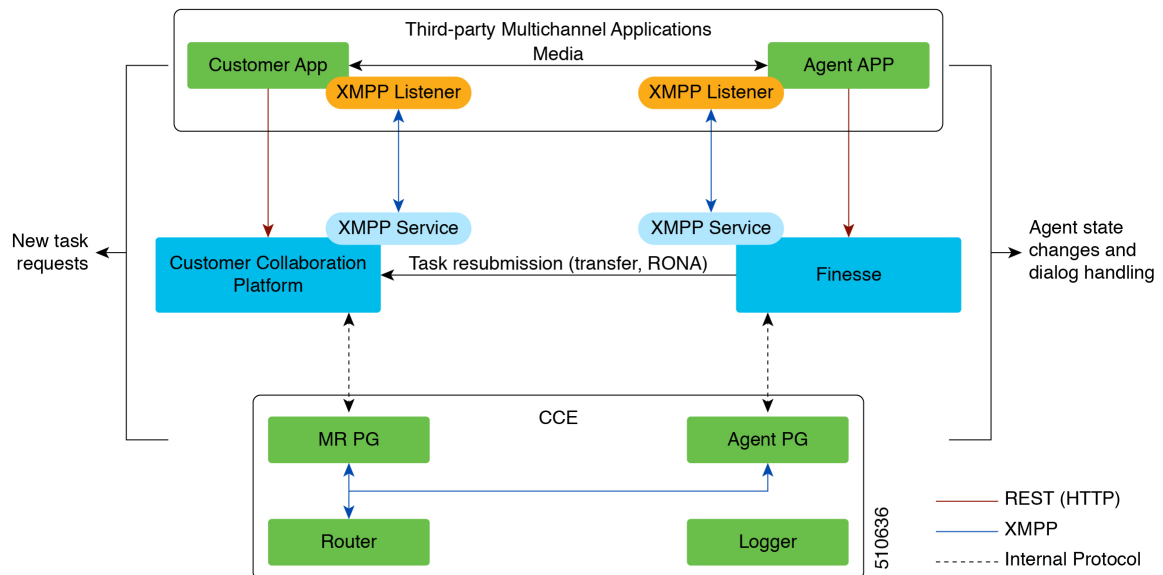 Third-party Multichannel Applications
Media
Customer App
Agent APP
XMPP Listener
XMPP Listener
XMPP Service
XMPP Service
New task
requests
Customer Collaboration
Platform
Task resubmission (transfer, RONA)
Finesse
Agent state
changes and
dialog handling
CCE
MR PG
Agent PG
Router
Logger
510636
REST (HTTP)
XMPP
Internal Protocol